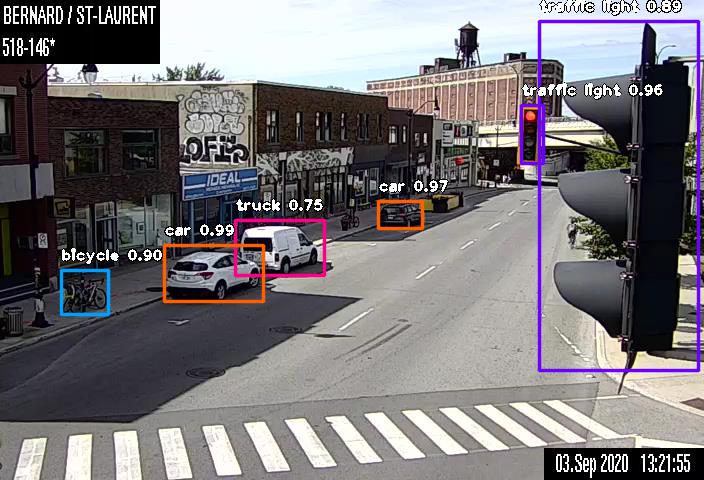 BERNARD / ST-LAURENT
518-146*
traffic light 0.89
traffic light 0.96
IDEAL
car 0.97
truck 0.75
car 0.99
bicycle 0.90
03.Sep 2020 13:21:55